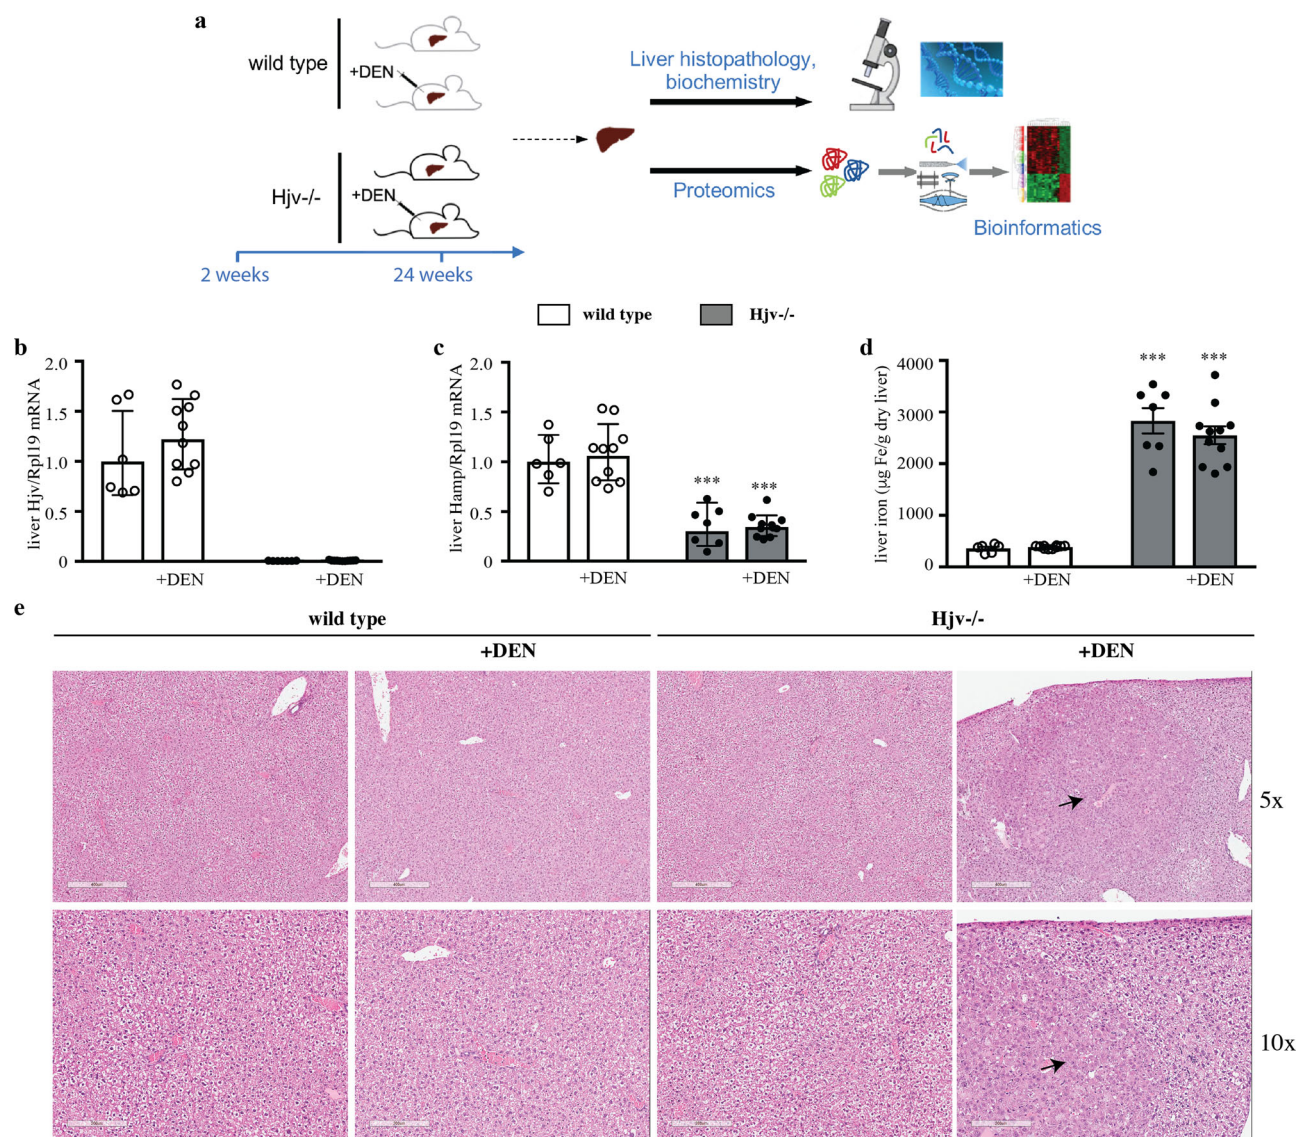 a
wild type
+DEN
Hjv-/-
+DEN
2 weeks
24 weeks
Liver histopathology,
biochemistry
Proteomics
Bioinformatics
wild type
Hjv-/-
b
liver Hjv/Rpl19 mRNA
2.0
1.5
1.0
0.5
0
+DEN
+DEN
c
liver Hamp/Rpl19 mRNA
2.0
1.5
1.0
0.5
0
***
***
+DEN
+DEN
d
liver iron (µg Fe/g dry liver)
4000
3000
2000
1000
0
***
***
+DEN
+DEN
e
wild type
Hjv-/-
+DEN
+DEN
5x
10x